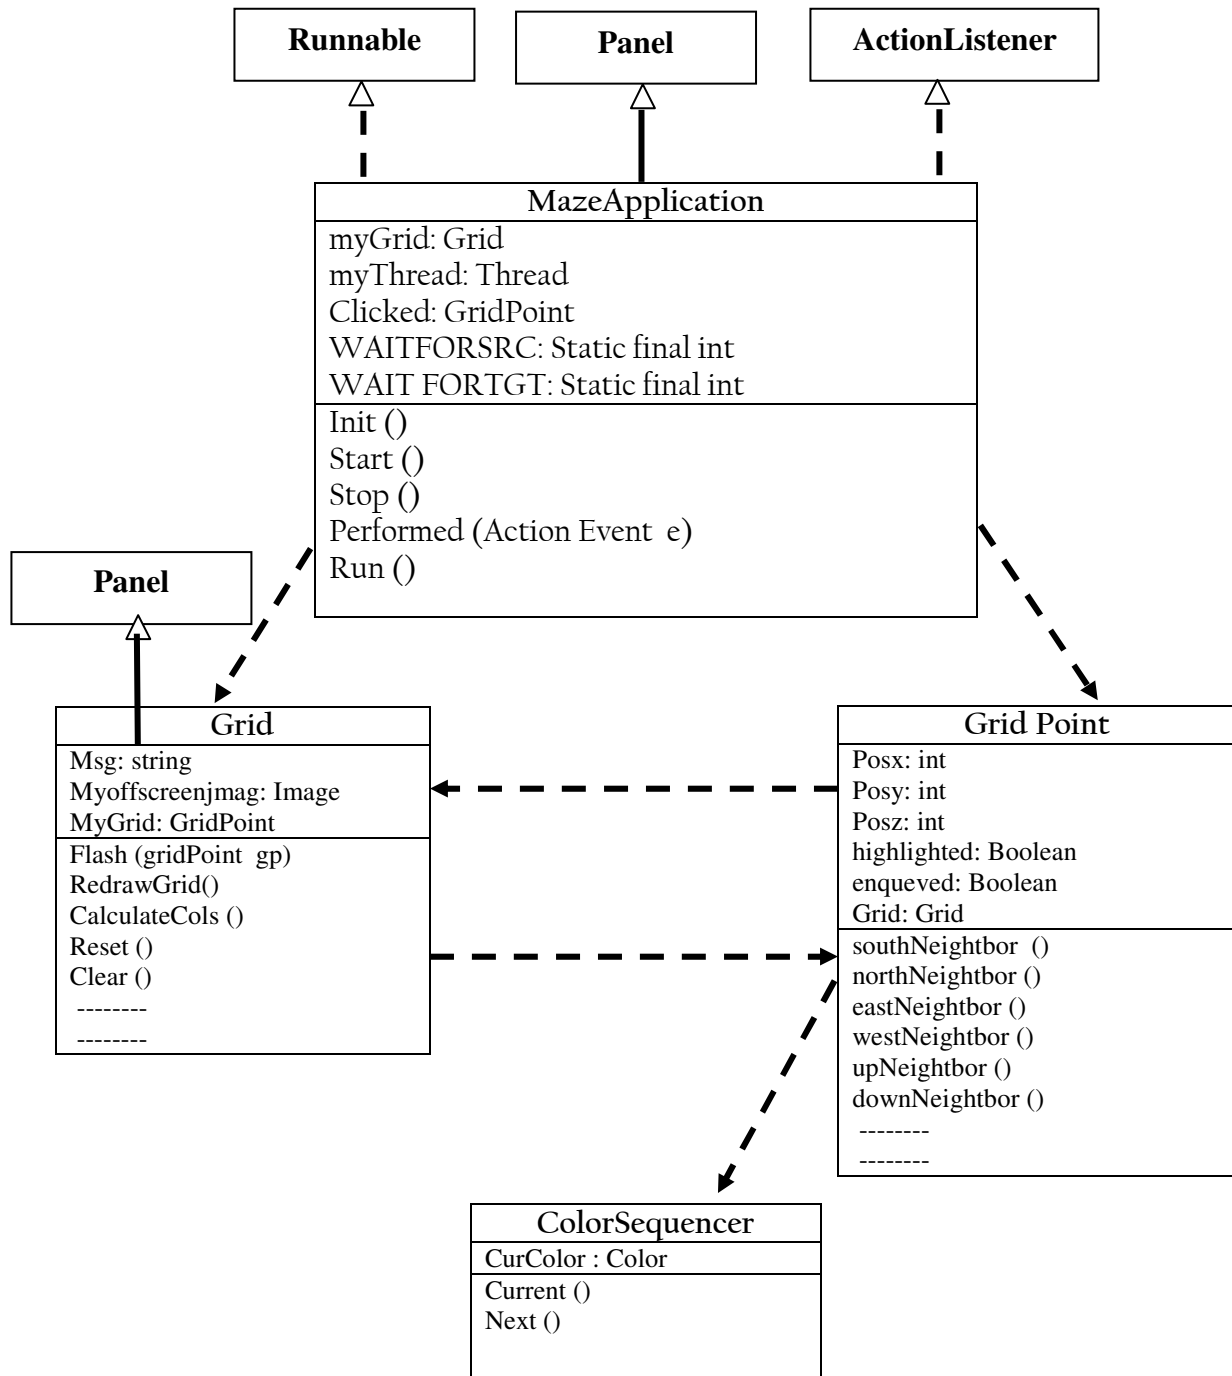 Runnable
Panel
ActionListener
MazeApplication
myGrid: Grid
myThread: Thread
Clicked: GridPoint
WAITFORSRC: Static final int
WAIT FORTGT: Static final int
Init ()
Start ()
Stop ()
Performed (Action Event  e)
Run ()
Panel
Grid
Msg: string
Myoffscreenjmag: Image
MyGrid: GridPoint
Flash (gridPoint  gp)
RedrawGrid()
CalculateCols ()
Reset ()
Clear ()
--------
--------
Grid Point
Posx: int
Posy: int
Posz: int
highlighted: Boolean
enqueved: Boolean
Grid: Grid
southNeightbor  ()
northNeightbor ()
eastNeightbor ()
westNeightbor ()
upNeightbor ()
downNeightbor ()
--------
--------
ColorSequencer
CurColor : Color
Current ()
Next ()